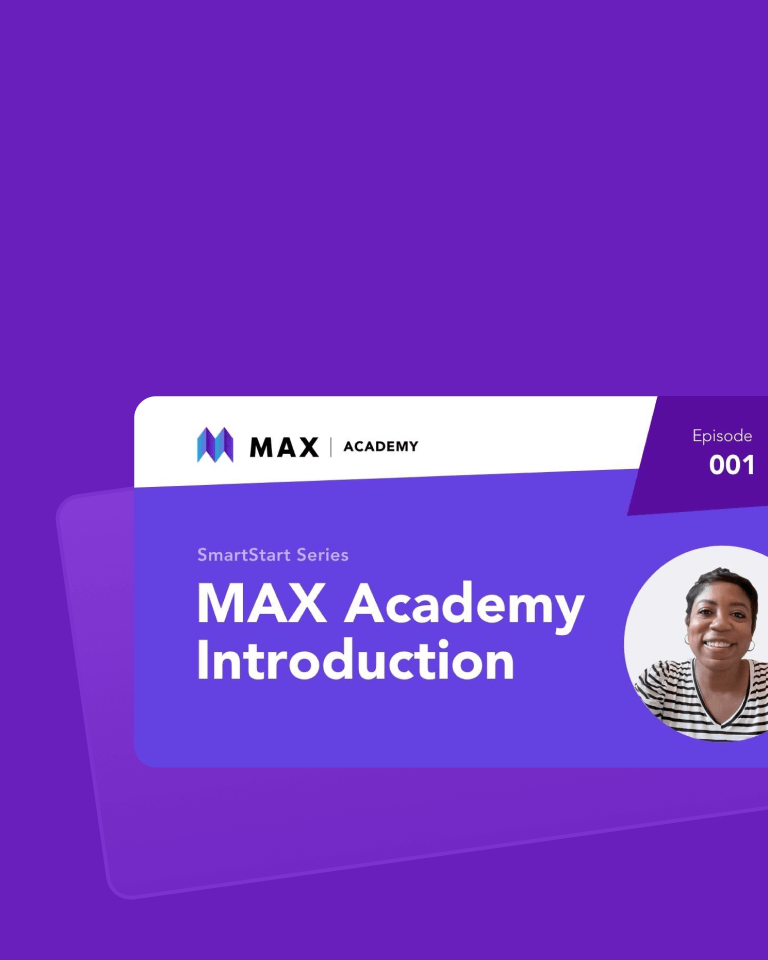 MAX | ACADEMY
Episode
001
SmartStart Series
MAX Academy
Introduction